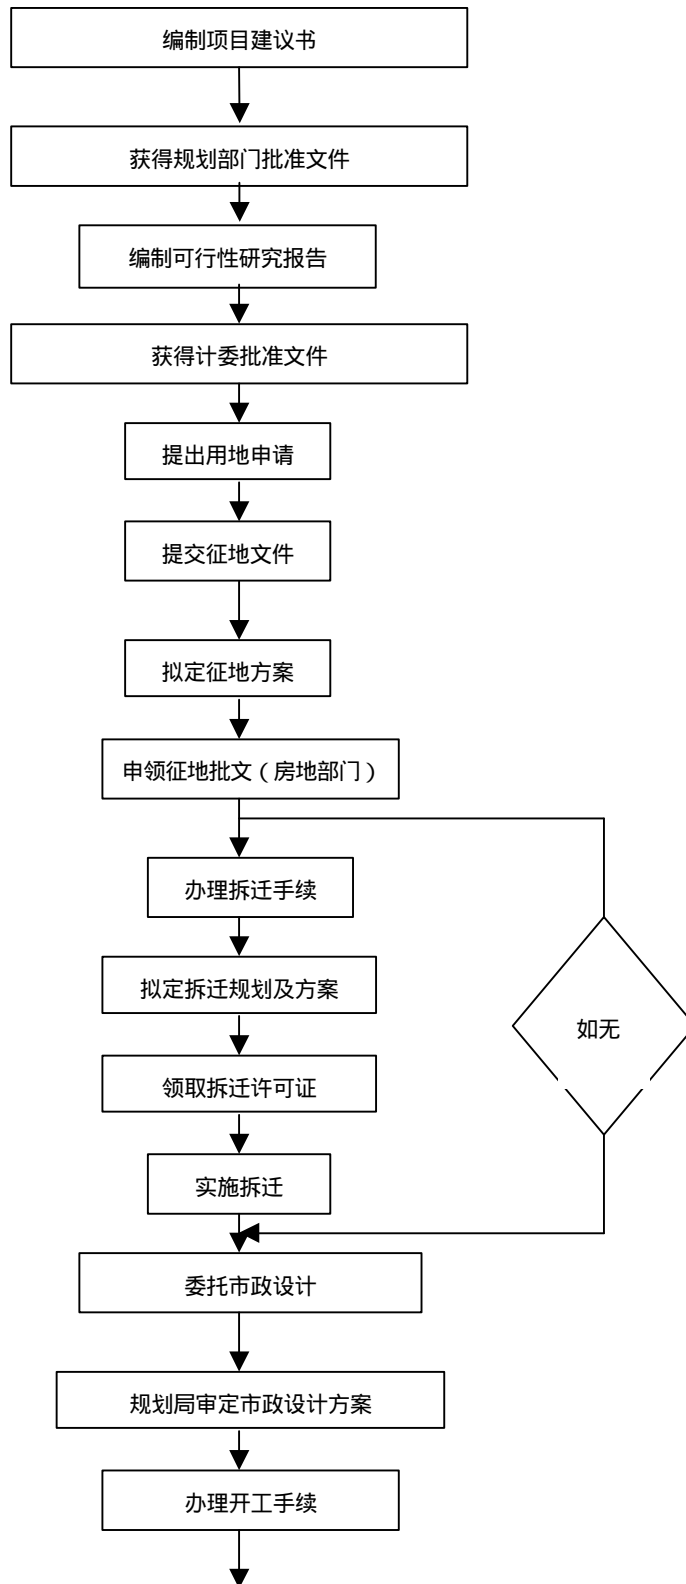 编制项目建议书
获得规划部门批准文件
编制可行性研究报告
获得计委批准文件
提出用地申请
提交征地文件
拟定征地方案
申领征地批文（房地部门）
办理拆迁手续
拟定拆迁规划及方案
如无
领取拆迁许可证
实施拆迁
委托市政设计
规划局审定市政设计方案
办理开工手续